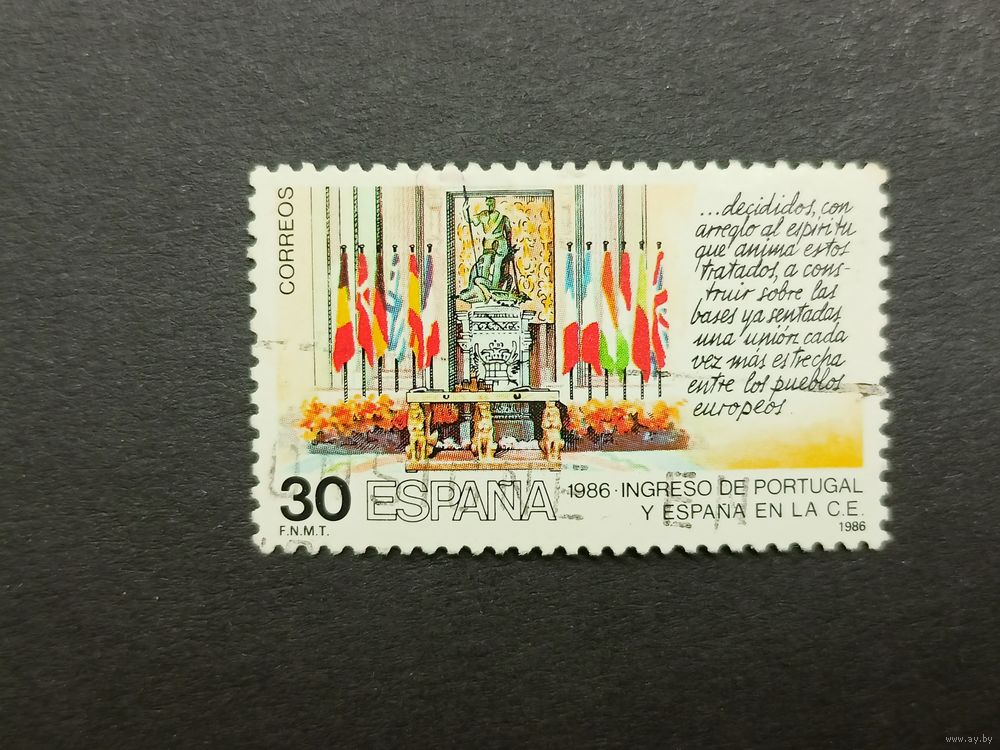 CORREOS
...decididos, con
arreglo al espíritu
que anima estos
tratados, a cons-
truir sobre las
bases ya sentadas
una unión cada
vez más estrecha
entre los pueblos
europeos.
30 ESPAÑA
1986·INGRESO DE PORTUGAL
Y ESPAÑA EN LA C.E.
F.N.M.T.
1986
www.ay.by